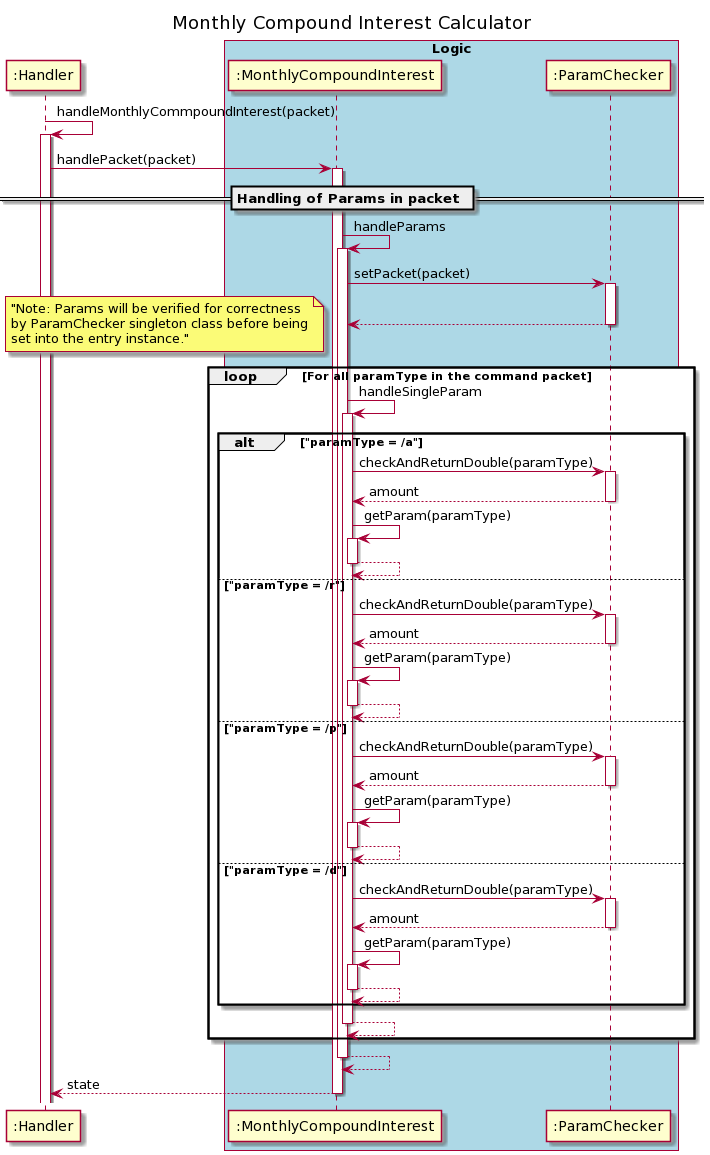 Monthly Compound Interest Calculator
Logic
:Handler
:MonthlyCompoundInterest
:ParamChecker
handleMonthlyCommpoundInterest(packet)
handlePacket(packet)
Handling of Params in packet
handleParams
setPacket(packet)
"Note: Params will be verified for correctness
by ParamChecker singleton class before being
set into the entry instance."
loop
[For all paramType in the command packet]
handleSingleParam
alt
["paramType = /a"]
checkAndReturnDouble(paramType)
amount
getParam(paramType)
["paramType = /r"]
checkAndReturnDouble(paramType)
amount
getParam(paramType)
["paramType = /p"]
checkAndReturnDouble(paramType)
amount
getParam(paramType)
["paramType = /d"]
checkAndReturnDouble(paramType)
amount
getParam(paramType)
state
:Handler
:MonthlyCompoundInterest
:ParamChecker